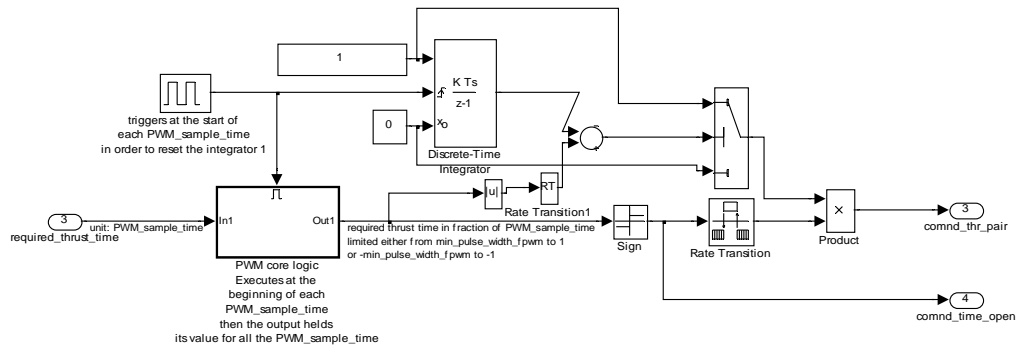 1
K Ts
z-1
xo
Discrete-Time
Integrator
triggers at the start of
each PWM_sample_time
in order to reset the integrator 1
0
-
+
|u|
RT
Rate Transition1
3
required_thrust_time
unit: PWM_sample_time
In1
Out1
PWM core logic
Executes at the
beginning of each
PWM_sample_time
then the output helds
its value for all the PWM_sample_time
required thrust time in fraction of PWM_sample_time
limited either from min_pulse_width_fpwm to 1
or -min_pulse_width_fpwm to -1
Sign
Rate Transition
×
Product
3
comnd_thr_pair
4
comnd_time_open